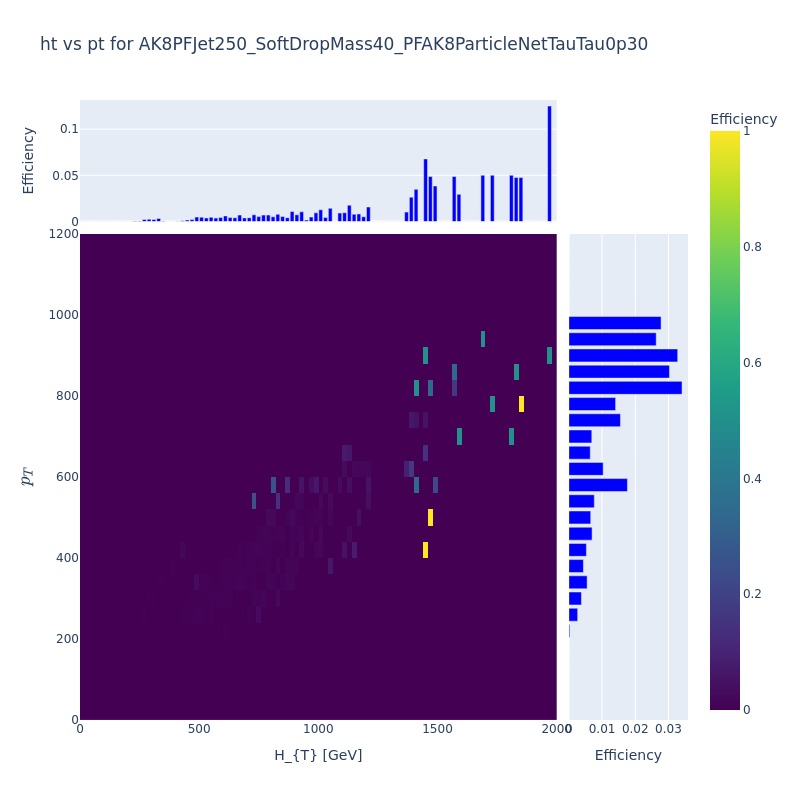 ht vs pt for AK8PFJet250_SoftDropMass40_PFAK8ParticleNetTauTau0p30
Efficiency
0.1
0.05
0
Efficiency
1
0.8
0.6
0.4
0.2
0
p_T
1200
1000
800
600
400
200
0
0 500 1000 1500 2000
H_{T} [GeV]
0 0.01 0.02 0.03
Efficiency